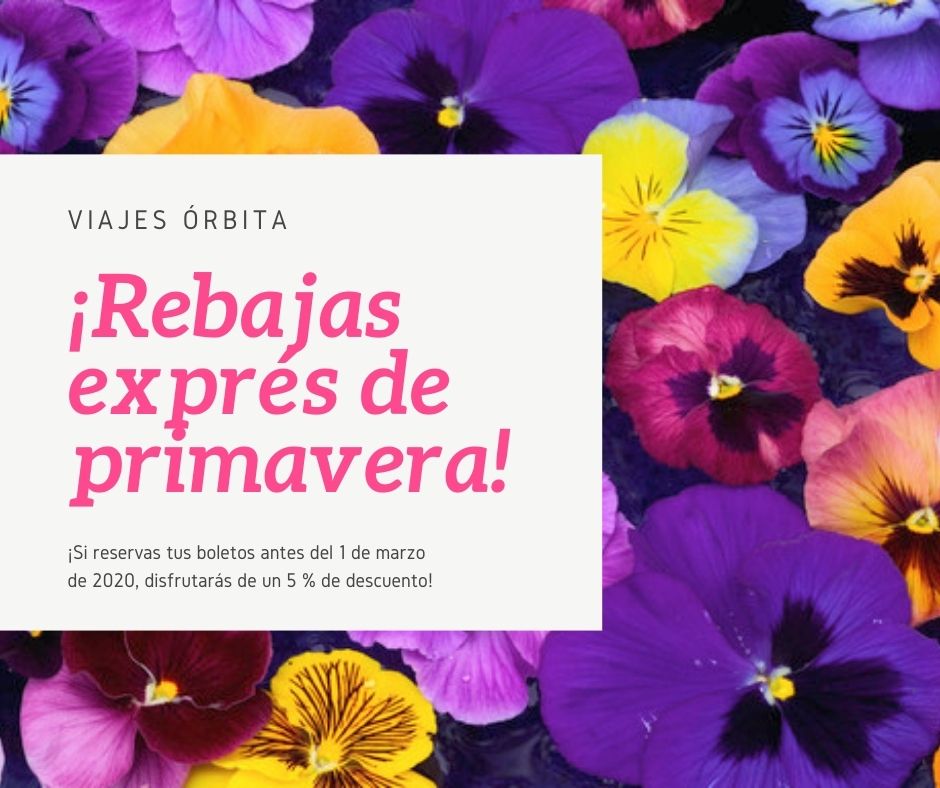 VIAJES ÓRBITA
¡Rebajas
exprés de
primavera!
¡Si reservas tus boletos antes del 1 de marzo
de 2020, disfrutarás de un 5 % de descuento!